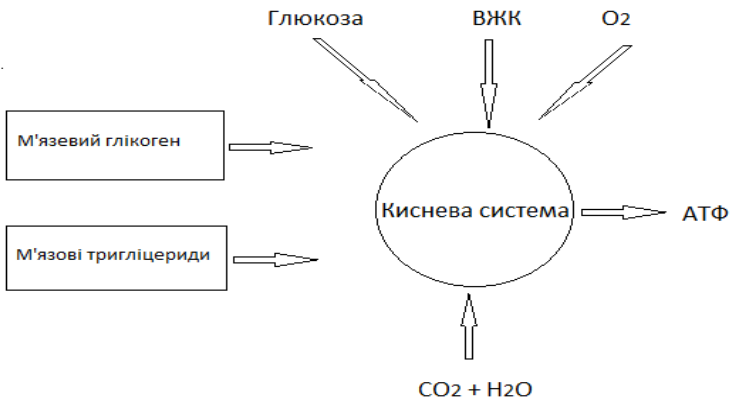 Глюкоза ВЖК O2
М'язевий глікоген
Киснева система
АТФ
М'язові тригліцериди
CO2 + H2O